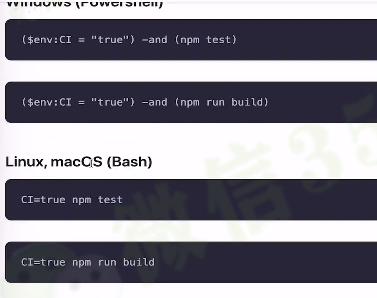 Windows (Powershell)
($env:CI = "true") –and (npm test)
($env:CI = "true") –and (npm run build)
Linux, macOS (Bash)
CI=true npm test
CI=true npm run build
微信35